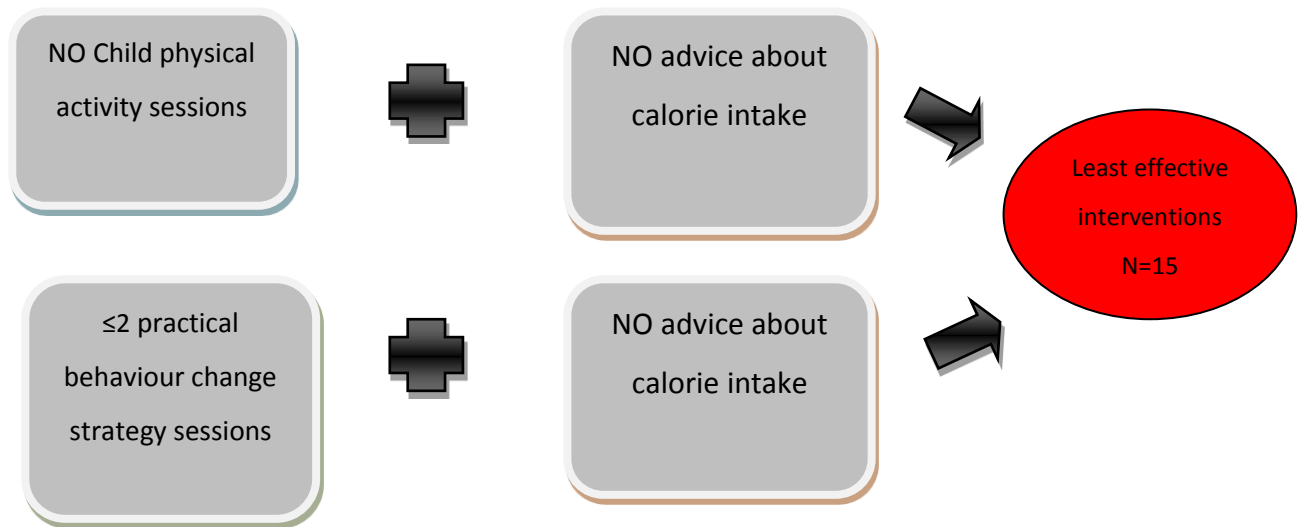 NO Child physical
activity sessions
NO advice about
calorie intake
Least effective
interventions
N=15
≤2 practical
behaviour change
strategy sessions
NO advice about
calorie intake